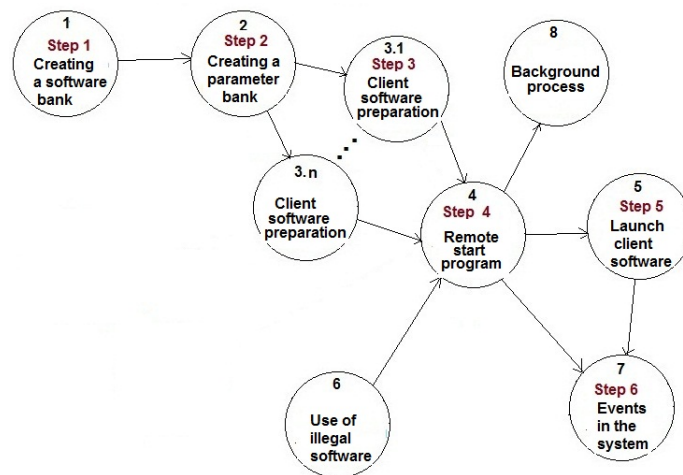 1
Step 1
Creating
a software
bank
2
Step 2
Creating a
parameter
bank
3.1
Step 3
Client
software
preparation
3.n
Client
software
preparation
4
Step 4
Remote
start
program
8
Background
process
5
Step 5
Launch
client
software
6
Use of
illegal
software
7
Step 6
Events
in the
system